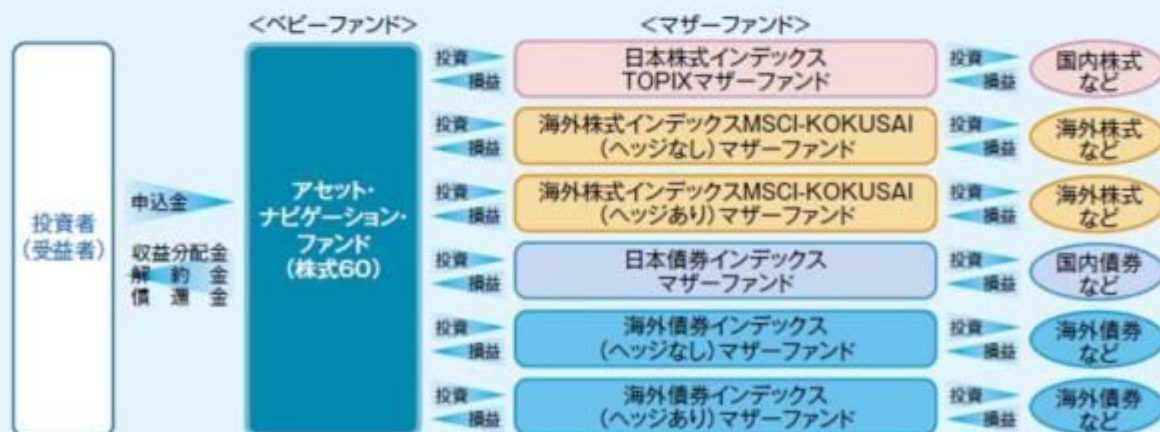 <ベビーファンド>
<マザーファンド>
投資者
(受益者)
申込金
収益分配金
解約金
償還金
アセット・
ナビゲーション・
ファンド
(株式60)
投資
損益
日本株式インデックス
TOPIXマザーファンド
投資
損益
国内株式
など
投資
損益
海外株式インデックスMSCI-KOKUSAI
(ヘッジなし)マザーファンド
投資
損益
海外株式
など
投資
損益
海外株式インデックスMSCI-KOKUSAI
(ヘッジあり)マザーファンド
投資
損益
海外株式
など
投資
損益
日本債券インデックス
マザーファンド
投資
損益
国内債券
など
投資
損益
海外債券インデックス
(ヘッジなし)マザーファンド
投資
損益
海外債券
など
投資
損益
海外債券インデックス
(ヘッジあり)マザーファンド
投資
損益
海外債券
など